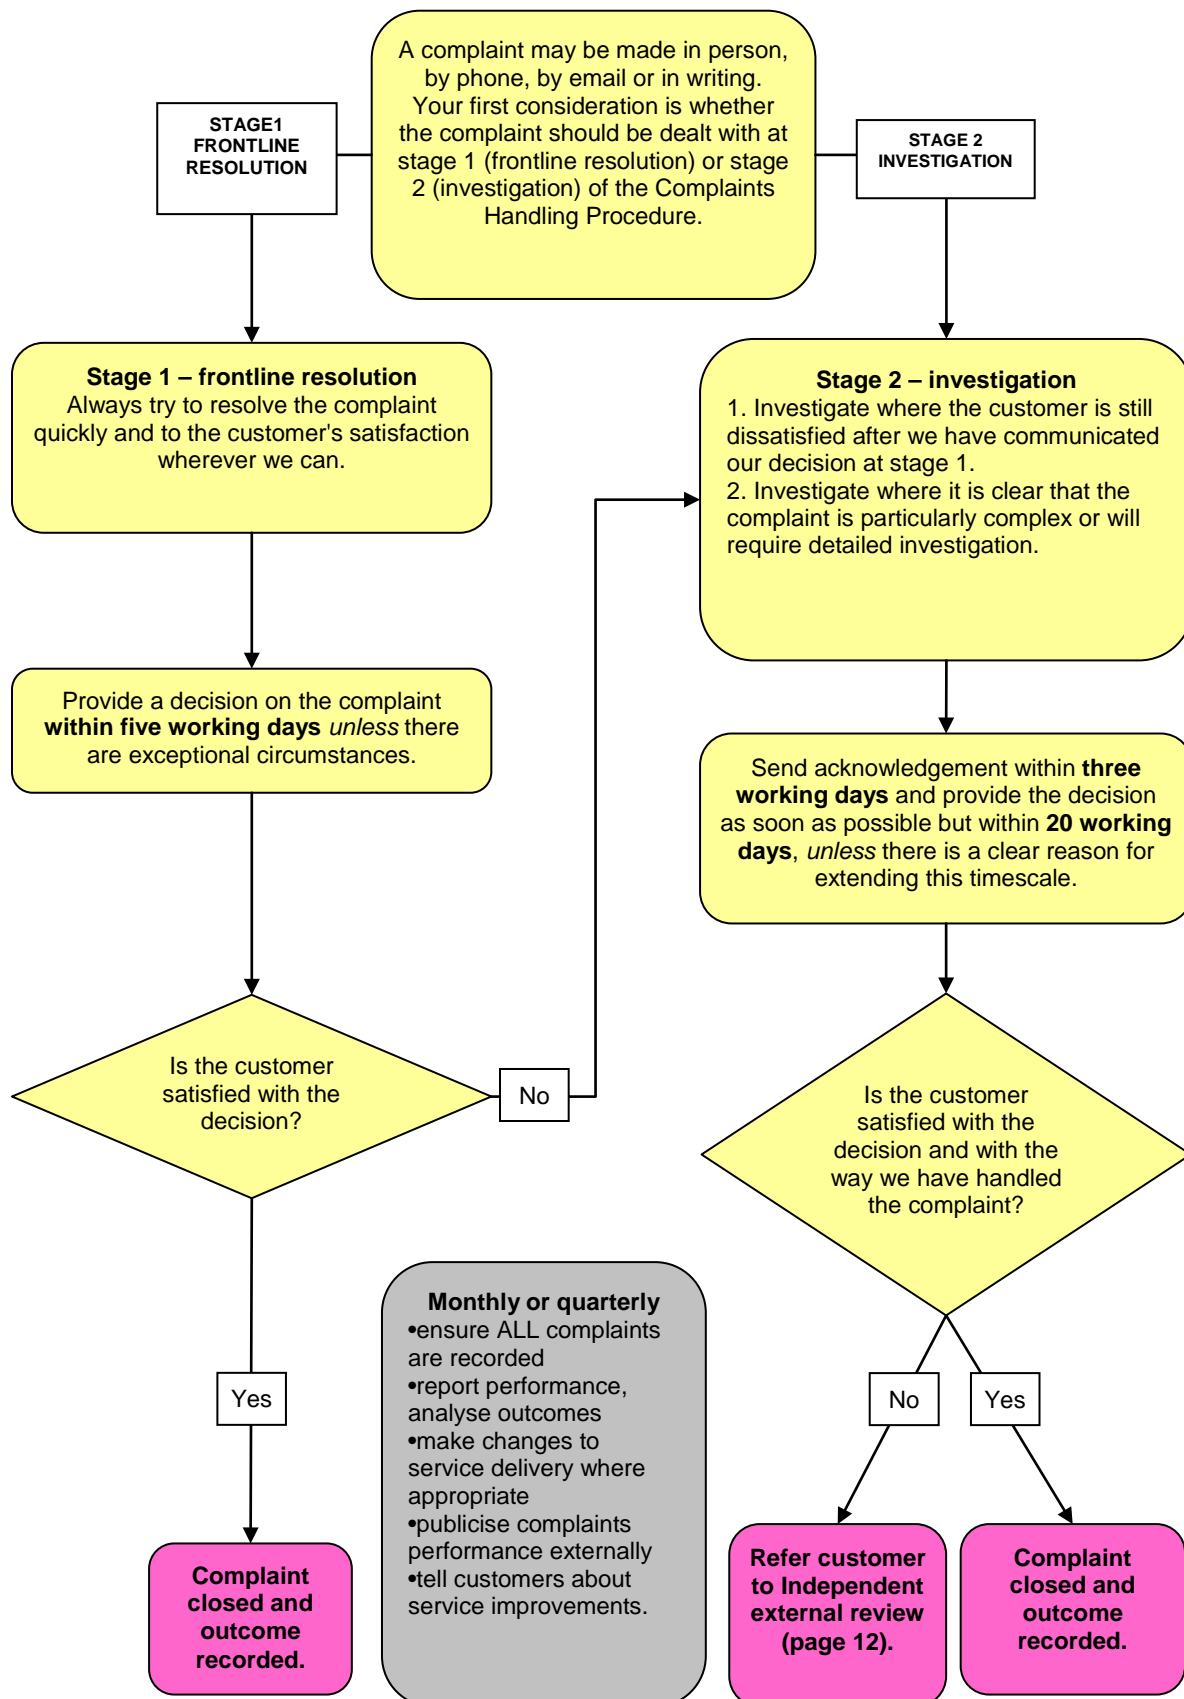 A complaint may be made in person,
by phone, by email or in writing.
Your first consideration is whether
the complaint should be dealt with at
stage 1 (frontline resolution) or stage
2 (investigation) of the Complaints
Handling Procedure.
STAGE1
FRONTLINE
RESOLUTION
STAGE 2
INVESTIGATION
Stage 1 – frontline resolution
Always try to resolve the complaint
quickly and to the customer's satisfaction
wherever we can.
Stage 2 – investigation
1. Investigate where the customer is still
dissatisfied after we have communicated
our decision at stage 1.
2. Investigate where it is clear that the
complaint is particularly complex or will
require detailed investigation.
Provide a decision on the complaint
within five working days unless there
are exceptional circumstances.
Send acknowledgement within three
working days and provide the decision
as soon as possible but within 20 working
days, unless there is a clear reason for
extending this timescale.
Is the customer
satisfied with the
decision?
No
Is the customer
satisfied with the
decision and with the
way we have handled
the complaint?
Yes
Monthly or quarterly
•ensure ALL complaints
are recorded
•report performance,
analyse outcomes
•make changes to
service delivery where
appropriate
•publicise complaints
performance externally
•tell customers about
service improvements.
No
Yes
Complaint
closed and
outcome
recorded.
Refer customer
to Independent
external review
(page 12).
Complaint
closed and
outcome
recorded.